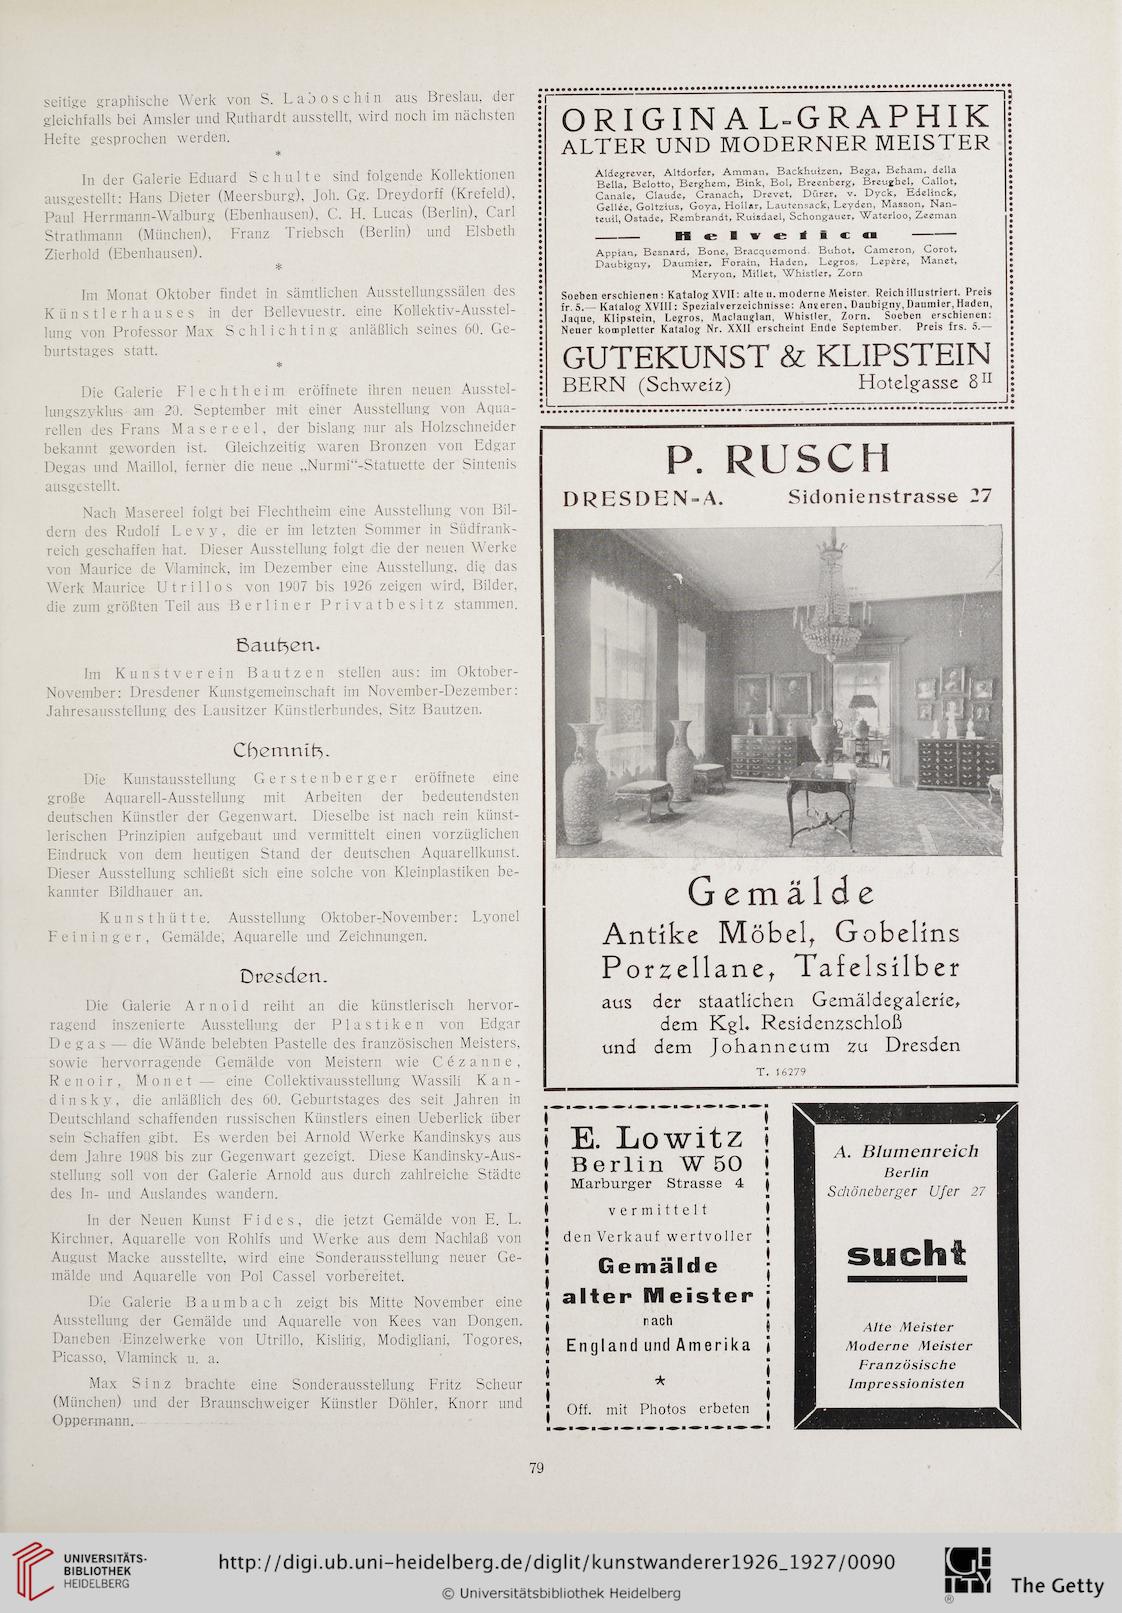 seitige graphische Werk von S. Laboschin aus Breslau, der
gleichfalls bei Amsler und Ruthardt ausstellt, wird noch im nächsten
Hefte gesprochen werden.
*
In der Galerie Eduard Schulte sind folgende Kollektionen
ausgestellt: Hans Dieter (Meersburg), Joh. Gg. Dreydorff (Krefeld),
Paul Herrmann-Walburg (Ebenhausen), C. H. Lucas (Berlin), Carl
Strathmann (München), Franz Triebsch (Berlin) und Elsbeth
Zierhold (Ebenhausen).
*
Im Monat Oktober findet in sämtlichen Ausstellungssälen des
Künstlerhauses in der Bellevuestr. eine Kollektiv-Ausstel-
lung von Professor Max Schlichting anläßlich seines 60. Ge-
burtstages statt.
*
Die Galerie Flechtheim eröffnete ihren neuen Ausstel-
lungszyklus am 20. September mit einer Ausstellung von Aqua-
rellen des Frans Masereel, der bislang nur als Holzschneider
bekannt geworden ist. Gleichzeitig waren Bronzen von Edgar
Degas und Maillol, ferner die neue „Nurmi“-Statuette der Sintenis
ausgestellt.
Nach Masereel folgt bei Flechtheim eine Ausstellung von Bil-
dern des Rudolf Levy, die er im letzten Sommer in Südfrank-
reich geschaffen hat. Dieser Ausstellung folgt die der neuen Werke
von Maurice de Vlaminck, im Dezember eine Ausstellung, die das
Werk Maurice Utrillos von 1907 bis 1926 zeigen wird, Bilder,
die zum größten Teil aus Berliner Privatbesitz stammen.
Bautzen.
Im Kunstverein Bautzen stellen aus: im Oktober-
November: Dresdener Kunstgemeinschaft im November-Dezember:
Jahresausstellung des Lausitzer Künstlerbundes, Sitz Bautzen.
Chemnitz.
Die Kunstausstellung Gerstenberger eröffnete eine
große Aquarell-Ausstellung mit Arbeiten der bedeutendsten
deutschen Künstler der Gegenwart. Dieselbe ist nach rein künst-
lerischen Prinzipien aufgebaut und vermittelt einen vorzüglichen
Eindruck von dem heutigen Stand der deutschen Aquarellkunst.
Dieser Ausstellung schließt sich eine solche von Kleinplastiken be-
kannter Bildhauer an.
Kunsthütte. Ausstellung Oktober-November: Lyonel
Feininger, Gemälde, Aquarelle und Zeichnungen.
Dresden.
Die Galerie Arnold reiht an die künstlerisch hervor-
ragend inszenierte Ausstellung der Plastiken von Edgar
Degas — die Wände belebten Pastelle des französischen Meisters,
sowie hervorragende Gemälde von Meistern wie Cézanne,
Renoir, Monet — eine Collektivausstellung Wassili Kan-
dinsky, die anläßlich des 60. Geburtstages des seit Jahren in
Deutschland schaffenden russischen Künstlers einen Ueberlick über
sein Schaffen gibt. Es werden bei Arnold Werke Kandinskys aus
dem Jahre 1908 bis zur Gegenwart gezeigt. Diese Kandinsky-Aus-
stellung soll von der Galerie Arnold aus durch zahlreiche Städte
des In- und Auslandes wandern.
In der Neuen Kunst Fides, die jetzt Gemälde von E. L.
Kirchner, Aquarelle von Rohlfs und Werke aus dem Nachlaß von
August Macke ausstellte, wird eine Sonderausstellung neuer Ge-
mälde und Aquarelle von Pol Cassel vorbereitet.
Die Galerie Baumbach zeigt bis Mitte November eine
Ausstellung der Gemälde und Aquarelle von Kees van Dongen.
Daneben Einzelwerke von Utrillo, Kisling, Modigliani, Togores,
Picasso, Vlaminck u. a.
Max Sinz brachte eine Sonderausstellung Fritz Scheur
(München) und der Braunschweiger Künstler Döhler, Knorr und
Oppermann.
ORIGINAL-GRAPHIK
ALTER UND MODERNER MEISTER
Aldegrever, Altdorfer, Amman, Backhuizen, Bega, Beham, della
Bella, Belotto, Berghem, Bink, Bol, Breenberg, Breughel, Callot,
Canale, Claude, Cranach, Drevet, Dürer, v. Dyck, Edelinck,
Gellée, Goltzius, Goya, Hollar, Lautensack, Leyden, Masson, Nan-
teuil, Ostade, Rembrandt, Ruisdael, Schongauer, Waterloo, Zeeman
Helvetica
Appian, Besnard, Bone, Bracquemond, Buhot, Cameron, Corot,
Daubigny, Daumier, Forain, Haden, Legros, Lepère, Manet,
Meryon, Millet, Whistler, Zorn
Soeben erschienen: Katalog XVII: alte u. moderne Meister. Reich illustriert. Preis
fr. 5.— Katalog XVIII: Spezialverzeichnisse: Anzeren, Daubigny, Daumier, Haden,
Jaque, Klipstein, Legros, Maclauglan, Whistler, Zorn. Soeben erschienen:
Neuer kompletter Katalog Nr. XXII erscheint Ende September. Preis frs. 5.—
GUTEKUNST & KLIPSTEIN
BERN (Schweiz) Hotelgasse 8 II
P. RUSCH
DRESDEN-A. Sidonienstrasse 27
Gemälde
Antike Möbel, Gobelins
Porzellane, Tafelsilber
aus der staatlichen Gemäldegalerie,
dem Kgl. Residenzschloß
und dem Johanneum zu Dresden
T. 16279
E. Lowitz
Berlin W 50
Marburger Strasse 4
vermittelt
den Verkauf wertvoller
Gemälde
alter Meister
nach
England und Amerika
*
Off. mit Photos erbeten
A. Blumenreich
Berlin
Schöneberger Ufer 27
sucht
Alte Meister
Moderne Meister
Französische
Impressionisten
79
UNIVERSITÄTS-
BIBLIOTHEK
HEIDELBERG
http://digi.ub.uni-heidelberg.de/diglit/kunstwanderer1926_1927/0090
© Universitätsbibliothek Heidelberg
GETTY
®
The Getty